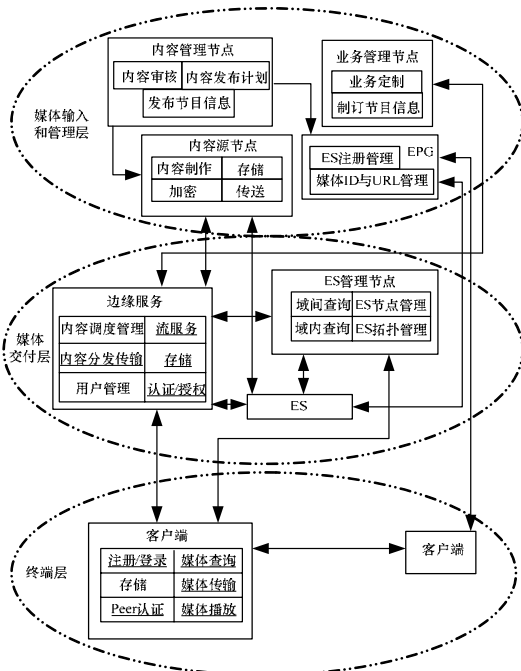 内容管理节点
内容审核 内容发布计划
发布节目信息
业务管理节点
业务定制
制订节目信息
媒体输入
和管理层
内容源节点
内容制作 存储
加密 传送
EPG
ES注册管理
媒体ID与URL管理
边缘服务
内容调度管理 流服务
内容分发传输 存储
用户管理 认证/授权
ES管理节点
域间查询 ES节点管理
域内查询 ES拓扑管理
媒体
交付层
ES
客户端
注册/登录 媒体查询
存储 媒体传输
Peer认证 媒体播放
客户端
终端层